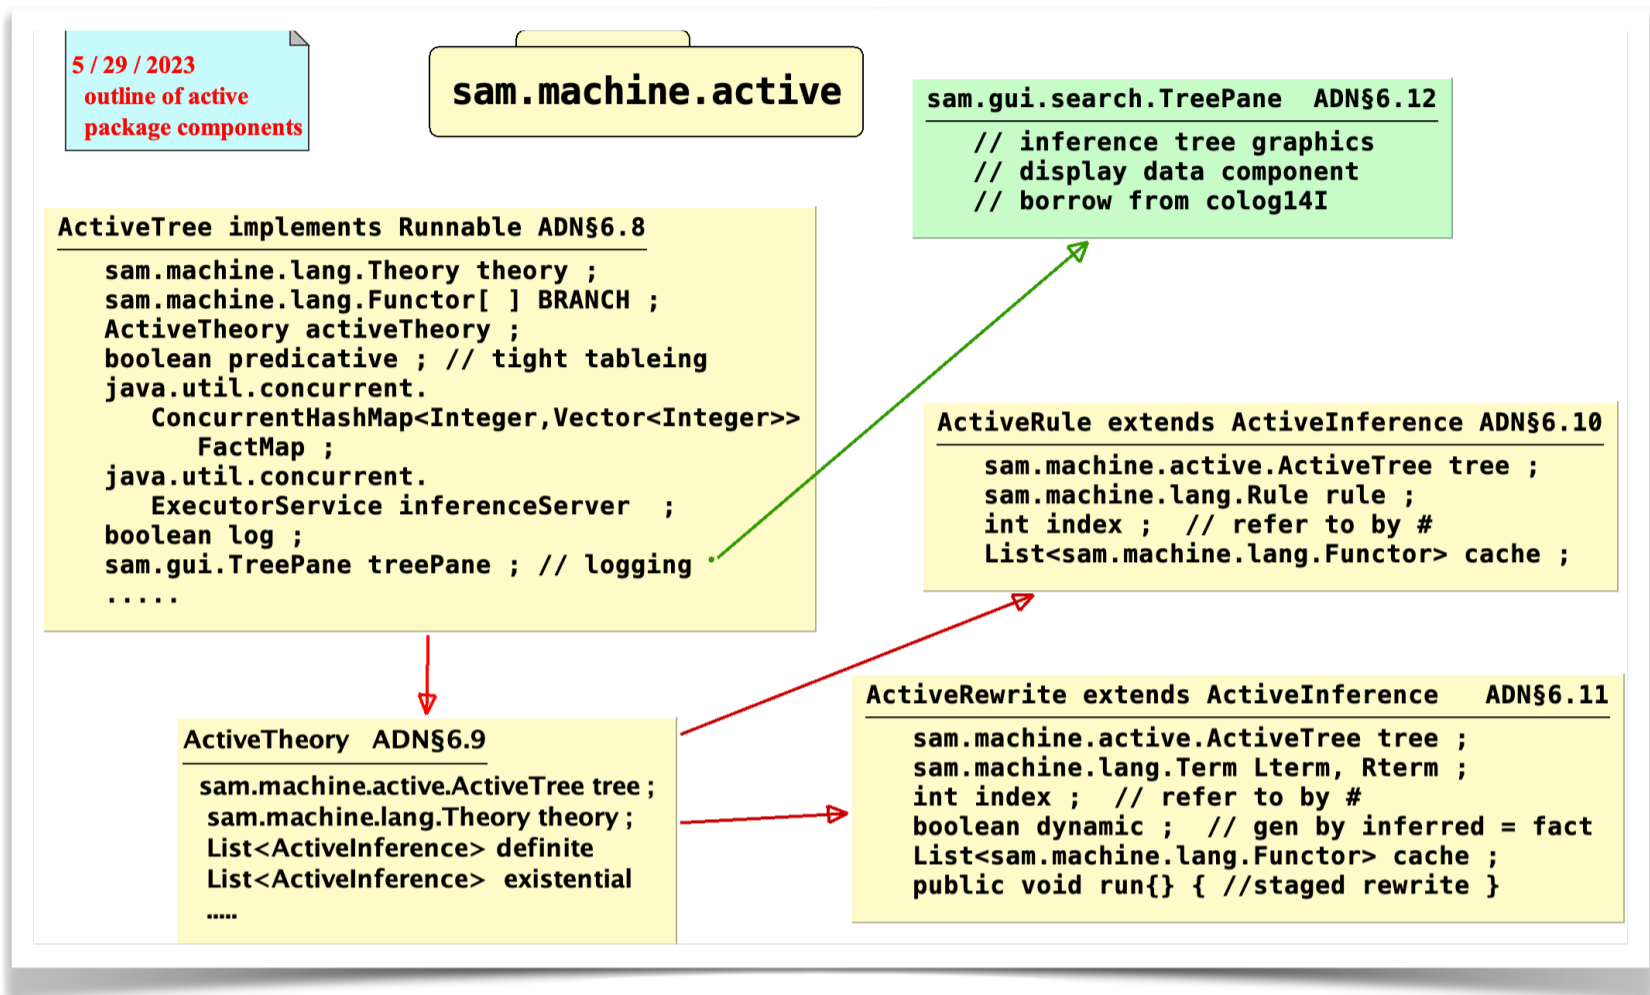 5 / 29 / 2023
outline of active
package components
sam.machine.active
sam.gui.search.TreePane  ADN§6.12
// inference tree graphics
// display data component
// borrow from colog14I
ActiveTree implements Runnable ADN§6.8
sam.machine.lang.Theory theory ;
sam.machine.lang.Functor[ ] BRANCH ;
ActiveTheory activeTheory ;
boolean predicative ; // tight tableing
java.util.concurrent.
ConcurrentHashMap<Integer,Vector<Integer>>
FactMap ;
java.util.concurrent.
ExecutorService inferenceServer  ;
boolean log ;
sam.gui.TreePane treePane ; // logging
.....
ActiveRule extends ActiveInference ADN§6.10
sam.machine.active.ActiveTree tree ;
sam.machine.lang.Rule rule ;
int index ;  // refer to by #
List<sam.machine.lang.Functor> cache ;
ActiveTheory  ADN§6.9
sam.machine.active.ActiveTree tree ;
sam.machine.lang.Theory theory ;
List<ActiveInference> definite
List<ActiveInference>  existential
.....
ActiveRewrite extends ActiveInference   ADN§6.11
sam.machine.active.ActiveTree tree ;
sam.machine.lang.Term Lterm, Rterm ;
int index ;  // refer to by #
boolean dynamic ;  // gen by inferred = fact
List<sam.machine.lang.Functor> cache ;
public void run{} { //staged rewrite }